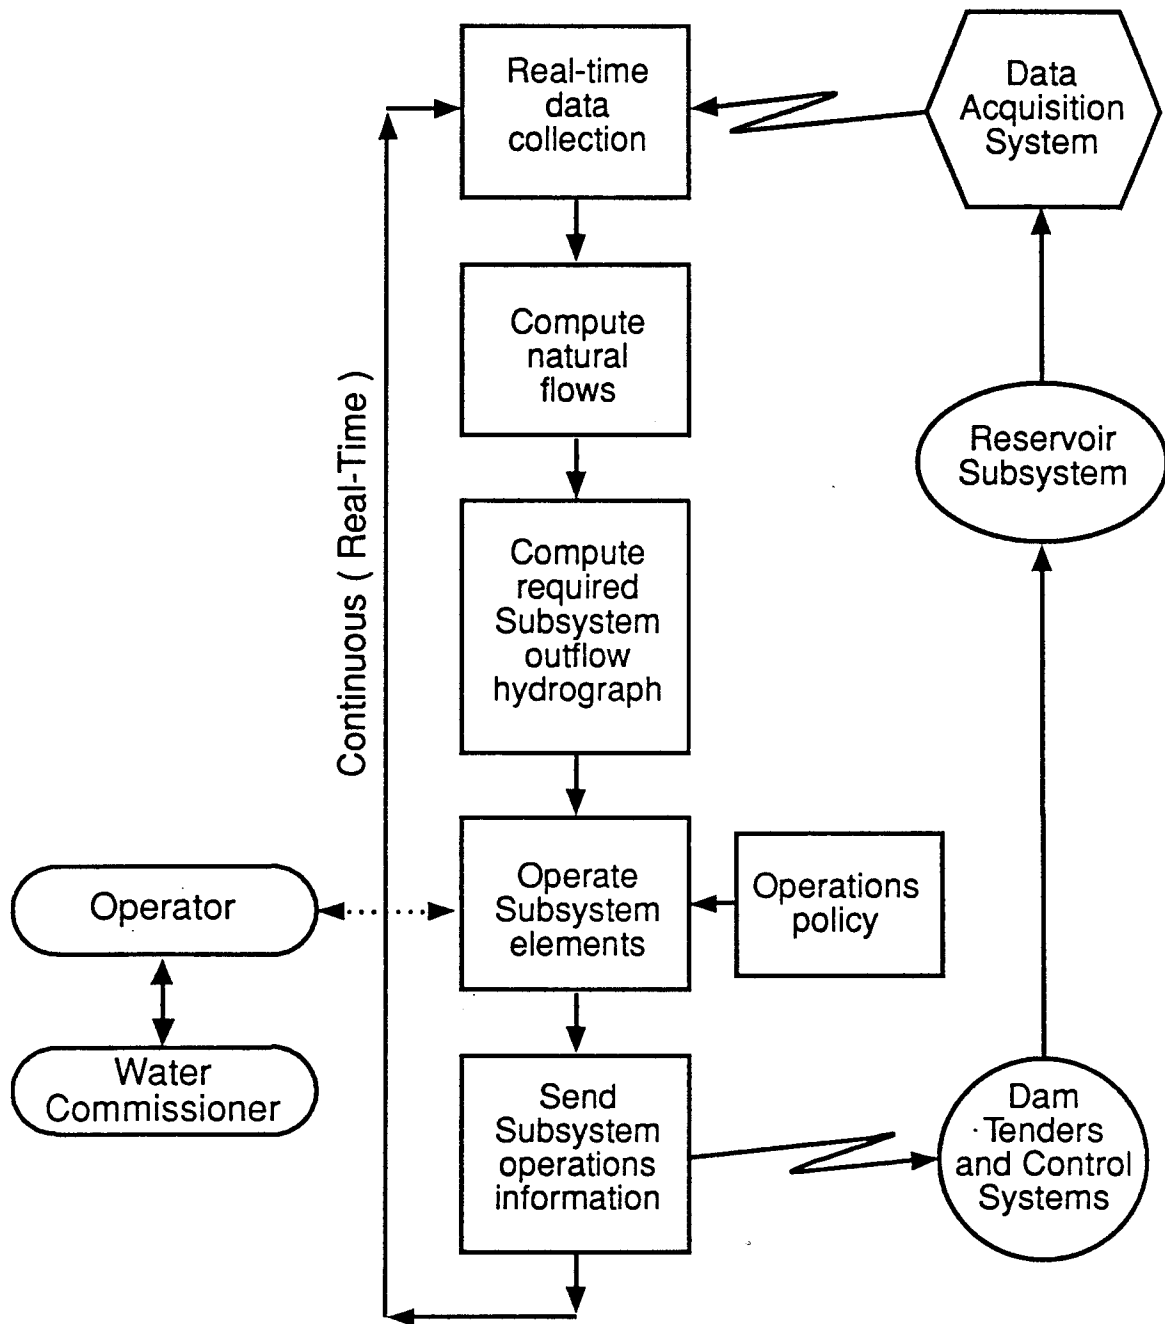 Real-time
data
collection
Data
Acquisition
System
Compute
natural
flows
Continuous ( Real-Time )
Reservoir
Subsystem
Compute
required
Subsystem
outflow
hydrograph
Operate
Subsystem
elements
Operations
policy
Operator
Water
Commissioner
Send
Subsystem
operations
information
Dam
Tenders
and Control
Systems